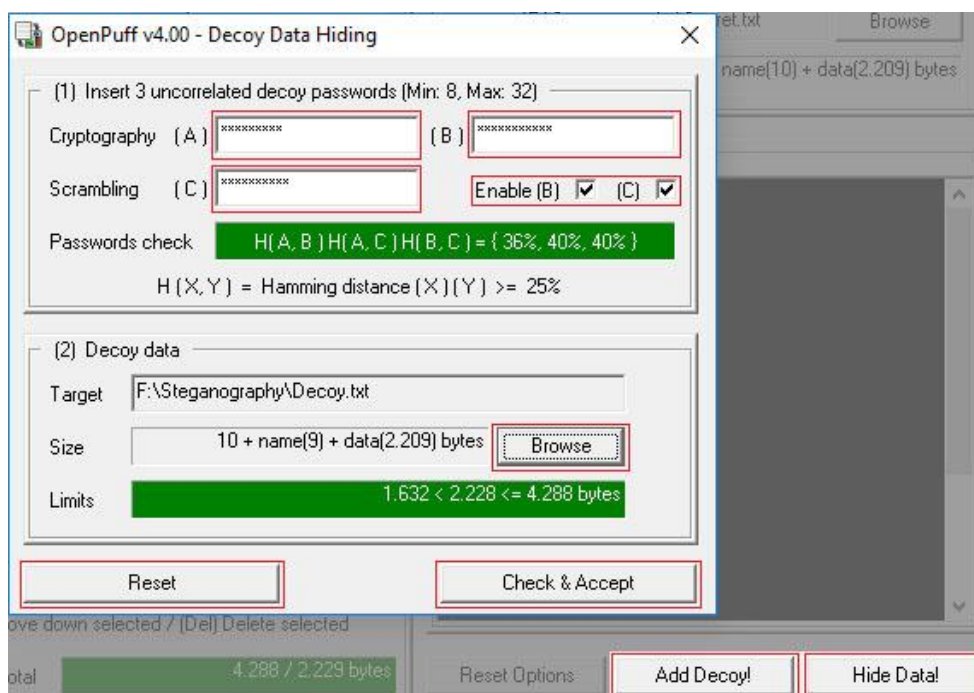 OpenPuff v4.00 - Decoy Data Hiding
ret.txt
Browse
name(10) + data(2.209) bytes
(1) Insert 3 uncorrelated decoy passwords (Min: 8, Max: 32)
Cryptography (A) ********* (B) ***********
Scrambling (C) ********** Enable (B) (C)
Passwords check H( A, B ) H( A, C ) H( B, C ) = { 36%, 40%, 40% }
H ( X, Y ) = Hamming distance ( X ) ( Y ) >= 25%
(2) Decoy data
Target F:\Steganography\Decoy.txt
Size 10 + name(9) + data(2.209) bytes Browse
Limits 1.632 < 2.228 <= 4.288 bytes
Reset Check & Accept
ove down selected / (Del) Delete selected
otal 4.288 / 2.229 bytes Reset Options Add Decoy! Hide Data!